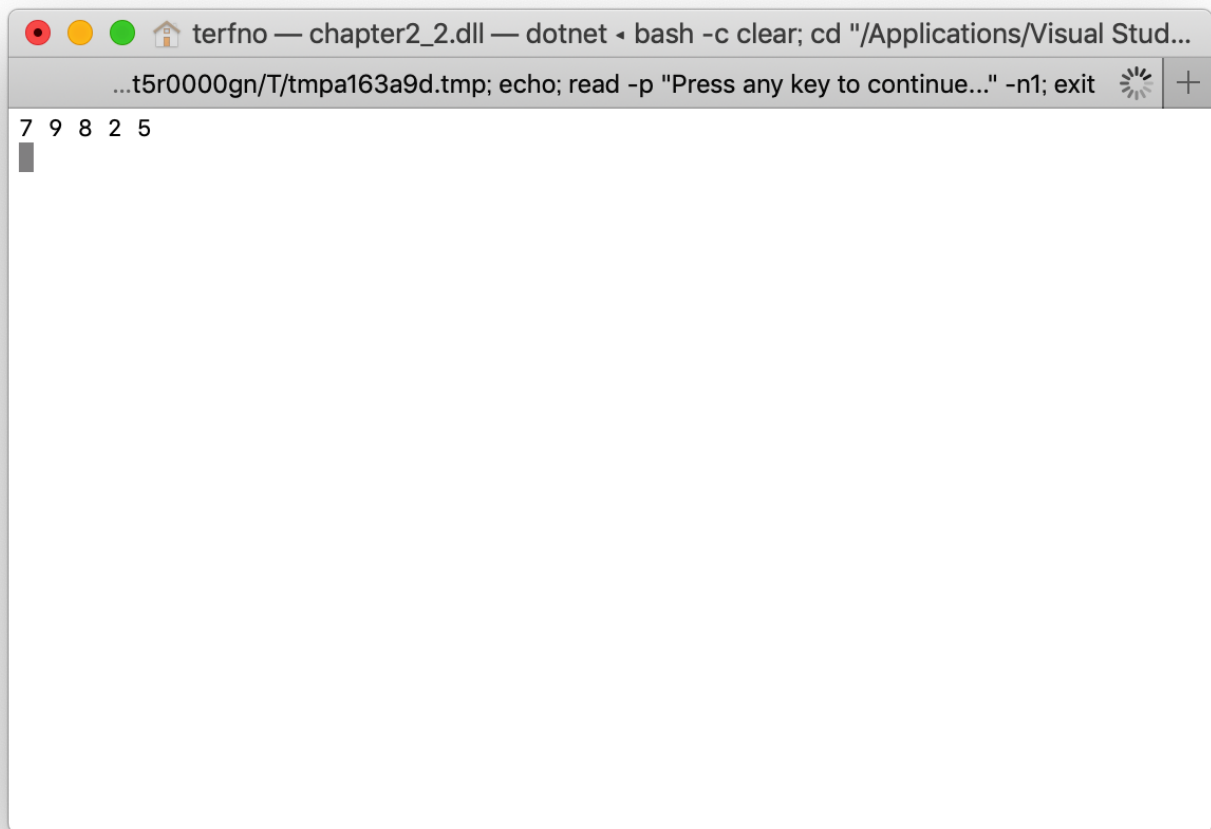 terfno — chapter2_2.dll — dotnet ◂ bash -c clear; cd "/Applications/Visual Stud...
...t5r0000gn/T/tmpa163a9d.tmp; echo; read -p "Press any key to continue..." -n1; exit
7 9 8 2 5